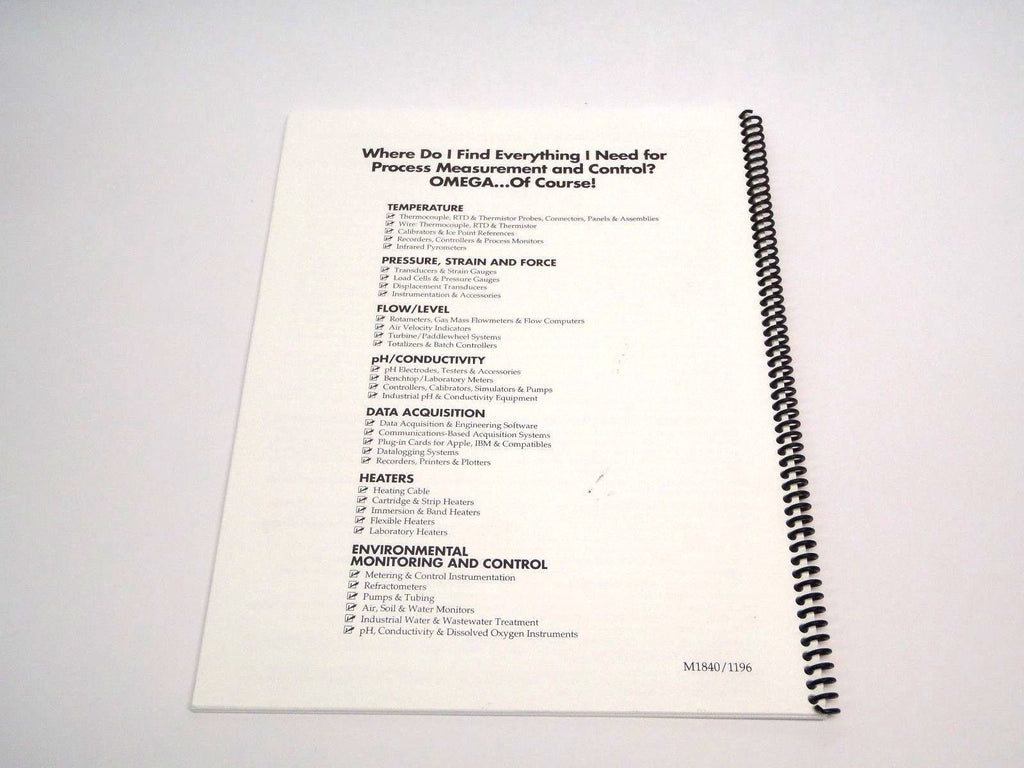 Where Do I Find Everything I Need for
Process Measurement and Control?
OMEGA...Of Course!
TEMPERATURE
Thermocouple, RTD & Thermistor Probes, Connectors, Panels & Assemblies
Wire: Thermocouple, RTD & Thermistor
Calibrators & Ice Point References
Recorders, Controllers & Process Monitors
Infrared Pyrometers
PRESSURE, STRAIN AND FORCE
Transducers & Strain Gauges
Load Cells & Pressure Gauges
Displacement Transducers
Instrumentation & Accessories
FLOW/LEVEL
Rotameters, Gas Mass Flowmeters & Flow Computers
Air Velocity Indicators
Turbine/Paddlewheel Systems
Totalizers & Batch Controllers
pH/CONDUCTIVITY
pH Electrodes, Testers & Accessories
Benchtop/Laboratory Meters
Controllers, Calibrators, Simulators & Pumps
Industrial pH & Conductivity Equipment
DATA ACQUISITION
Data Acquisition & Engineering Software
Communications-Based Acquisition Systems
Plug-in Cards for Apple, IBM & Compatibles
Datalogging Systems
Recorders, Printers & Plotters
HEATERS
Heating Cable
Cartridge & Strip Heaters
Immersion & Band Heaters
Flexible Heaters
Laboratory Heaters
ENVIRONMENTAL
MONITORING AND CONTROL
Metering & Control Instrumentation
Refractometers
Pumps & Tubing
Air, Soil & Water Monitors
Industrial Water & Wastewater Treatment
pH, Conductivity & Dissolved Oxygen Instruments
M1840/1196